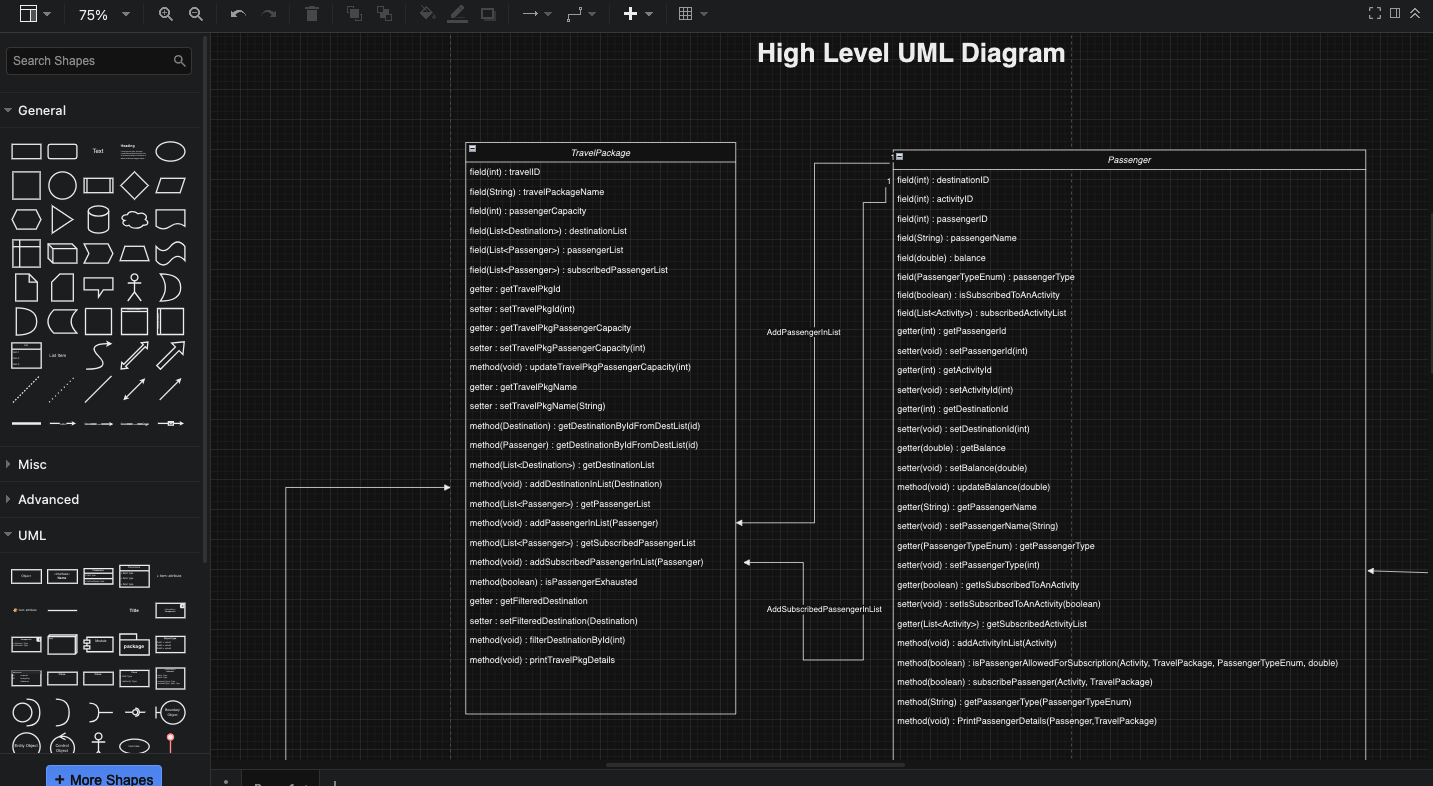 75%
High Level UML Diagram
Search Shapes
General
Text
Heading
List Item
Misc
Advanced
UML
Title
package
+ More Shapes
TravelPackage
field(int) : travelID
field(String) : travelPackageName
field(int) : passengerCapacity
field(List<Destination>) : destinationList
field(List<Passenger>) : passengerList
field(List<Passenger>) : subscribedPassengerList
getter : getTravelPkgId
setter : setTravelPkgId(int)
getter : getTravelPkgPassengerCapacity
setter : setTravelPkgPassengerCapacity(int)
method(void) : updateTravelPkgPassengerCapacity(int)
getter : getTravelPkgName
setter : setTravelPkgName(String)
method(Destination) : getDestinationByIdFromDestList(id)
method(Passenger) : getDestinationByIdFromDestList(id)
method(List<Destination>) : getDestinationList
method(void) : addDestinationInList(Destination)
method(List<Passenger>) : getPassengerList
method(void) : addPassengerInList(Passenger)
method(List<Passenger>) : getSubscribedPassengerList
method(void) : addSubscribedPassengerInList(Passenger)
method(boolean) : isPassengerExhausted
getter : getFilteredDestination
setter : setFilteredDestination(Destination)
method(void) : filterDestinationById(int)
method(void) : printTravelPkgDetails
AddPassengerInList
AddSubscribedPassengerInList
1
1
Passenger
field(int) : destinationID
field(int) : activityID
field(int) : passengerID
field(String) : passengerName
field(double) : balance
field(PassengerTypeEnum) : passengerType
field(boolean) : isSubscribedToAnActivity
field(List<Activity>) : subscribedActivityList
getter(int) : getPassengerId
setter(void) : setPassengerId(int)
getter(int) : getActivityId
setter(void) : setActivityId(int)
getter(int) : getDestinationId
setter(void) : setDestinationId(int)
getter(double) : getBalance
setter(void) : setBalance(double)
method(void) : updateBalance(double)
getter(String) : getPassengerName
setter(void) : setPassengerName(String)
getter(PassengerTypeEnum) : getPassengerType
setter(void) : setPassengerType(int)
getter(boolean) : getIsSubscribedToAnActivity
setter(void) : setIsSubscribedToAnActivity(boolean)
getter(List<Activity>) : getSubscribedActivityList
method(void) : addActivityInList(Activity)
method(boolean) : isPassengerAllowedForSubscription(Activity, TravelPackage, PassengerTypeEnum, double)
method(boolean) : subscribePassenger(Activity, TravelPackage)
method(String) : getPassengerType(PassengerTypeEnum)
method(void) : PrintPassengerDetails(Passenger,TravelPackage)